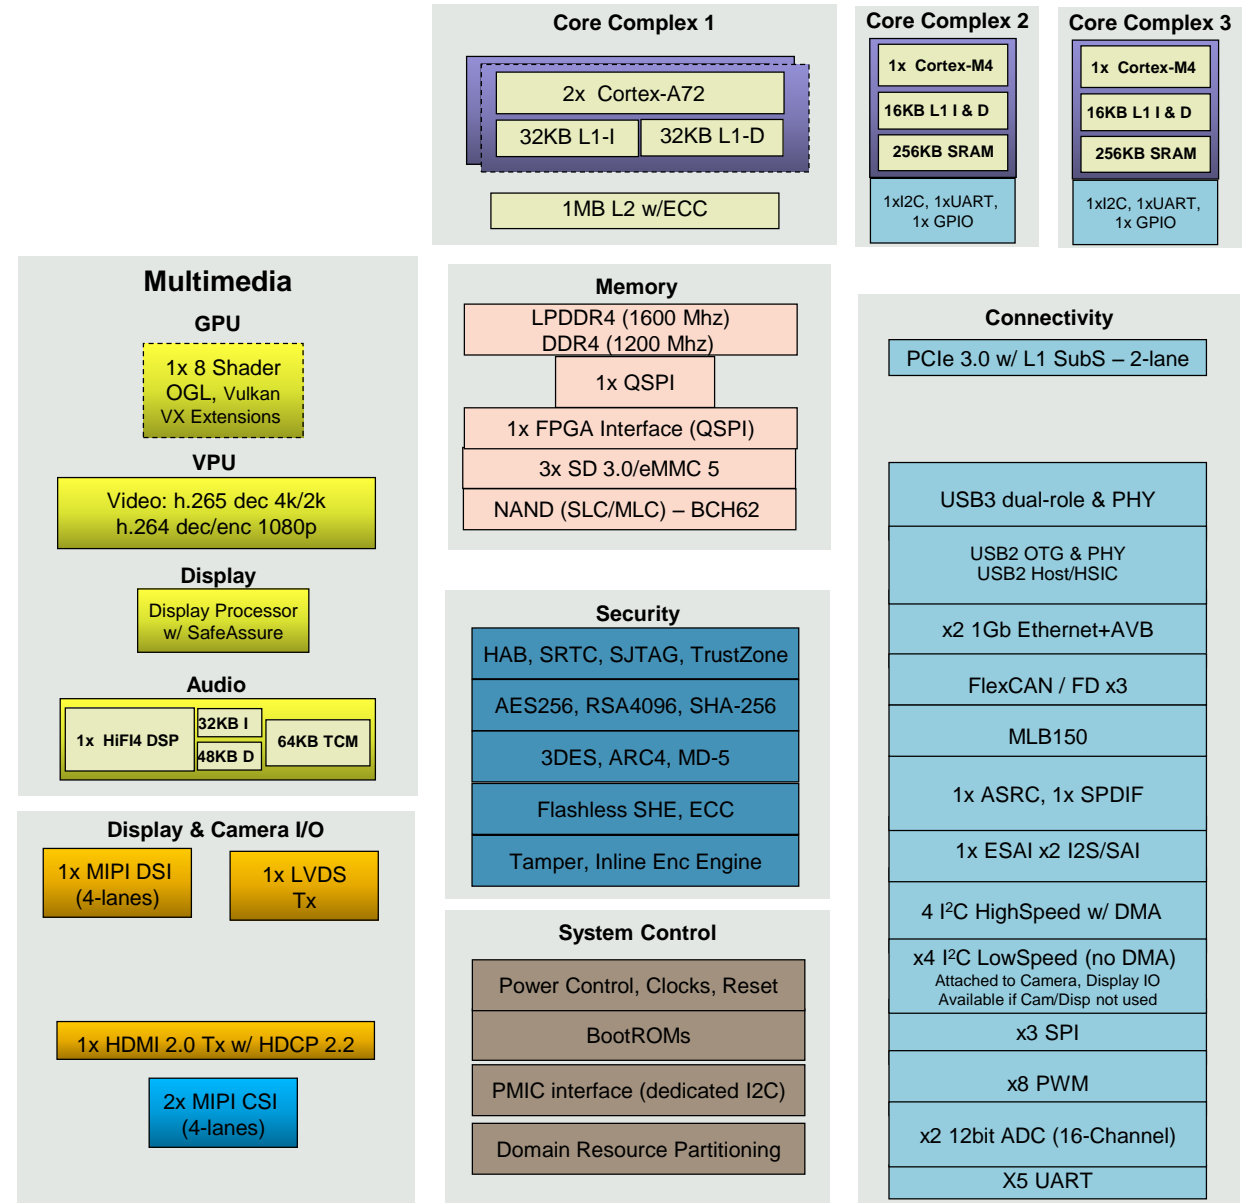 Core Complex 1
2x Cortex-A72
32KB L1-I
32KB L1-D
1MB L2 w/ECC
Core Complex 2
1x Cortex-M4
16KB L1 I & D
256KB SRAM
1xI2C, 1xUART,
1x GPIO
Core Complex 3
1x Cortex-M4
16KB L1 I & D
256KB SRAM
1xI2C, 1xUART,
1x GPIO
Multimedia
GPU
1x 8 Shader
OGL, Vulkan
VX Extensions
VPU
Video: h.265 dec 4k/2k
h.264 dec/enc 1080p
Display
Display Processor
w/ SafeAssure
Audio
1x HiFI4 DSP
32KB I
48KB D
64KB TCM
Display & Camera I/O
1x MIPI DSI
(4-lanes)
1x LVDS
Tx
1x HDMI 2.0 Tx w/ HDCP 2.2
2x MIPI CSI
(4-lanes)
Memory
LPDDR4 (1600 Mhz)
DDR4 (1200 Mhz)
1x QSPI
1x FPGA Interface (QSPI)
3x SD 3.0/eMMC 5
NAND (SLC/MLC) – BCH62
Security
HAB, SRTC, SJTAG, TrustZone
AES256, RSA4096, SHA-256
3DES, ARC4, MD-5
Flashless SHE, ECC
Tamper, Inline Enc Engine
System Control
Power Control, Clocks, Reset
BootROMs
PMIC interface (dedicated I2C)
Domain Resource Partitioning
Connectivity
PCIe 3.0 w/ L1 SubS – 2-lane
USB3 dual-role & PHY
USB2 OTG & PHY
USB2 Host/HSIC
x2 1Gb Ethernet+AVB
FlexCAN / FD x3
MLB150
1x ASRC, 1x SPDIF
1x ESAI x2 I2S/SAI
4 I²C HighSpeed w/ DMA
x4 I²C LowSpeed (no DMA)
Attached to Camera, Display IO
Available if Cam/Disp not used
x3 SPI
x8 PWM
x2 12bit ADC (16-Channel)
X5 UART